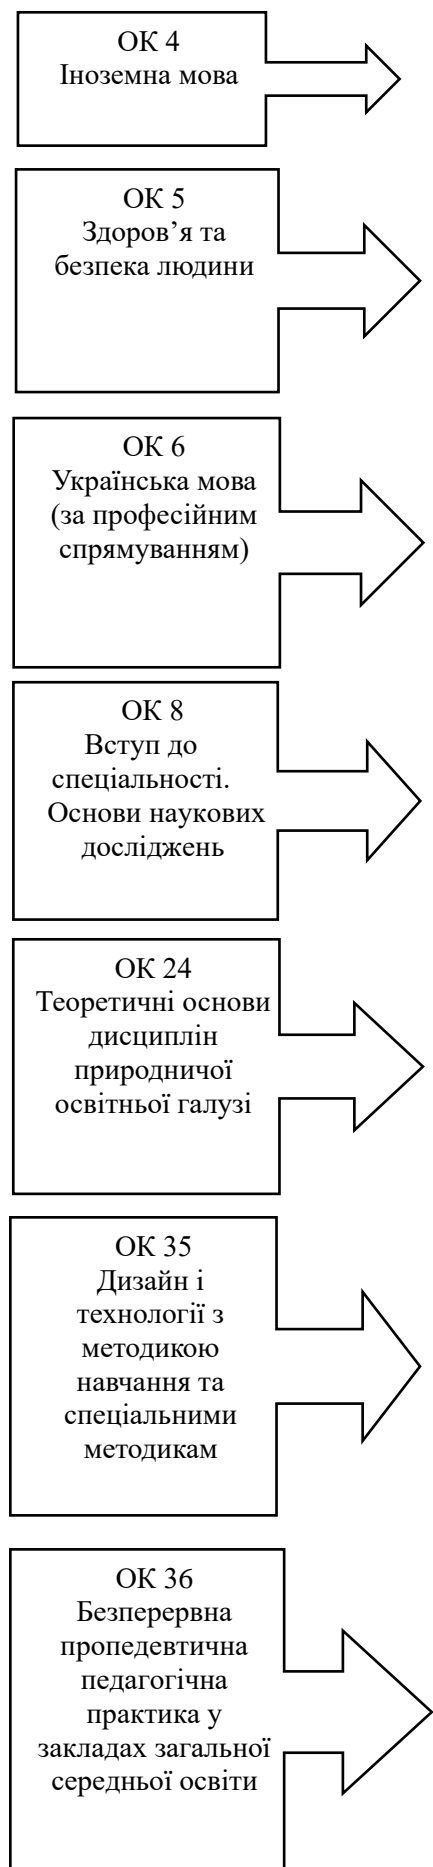 ОК 4
Іноземна мова
ОК 5
Здоров’я та
безпека людини
ОК 6
Українська мова
(за професійним
спрямуванням)
ОК 8
Вступ до
спеціальності.
Основи наукових
досліджень
ОК 24
Теоретичні основи
дисциплін
природничої
освітньої галузі
ОК 35
Дизайн і
технології з
методикою
навчання та
спеціальними
методикам
ОК 36
Безперервна
пропедевтична
педагогічна
практика у
закладах загальної
середньої освіти